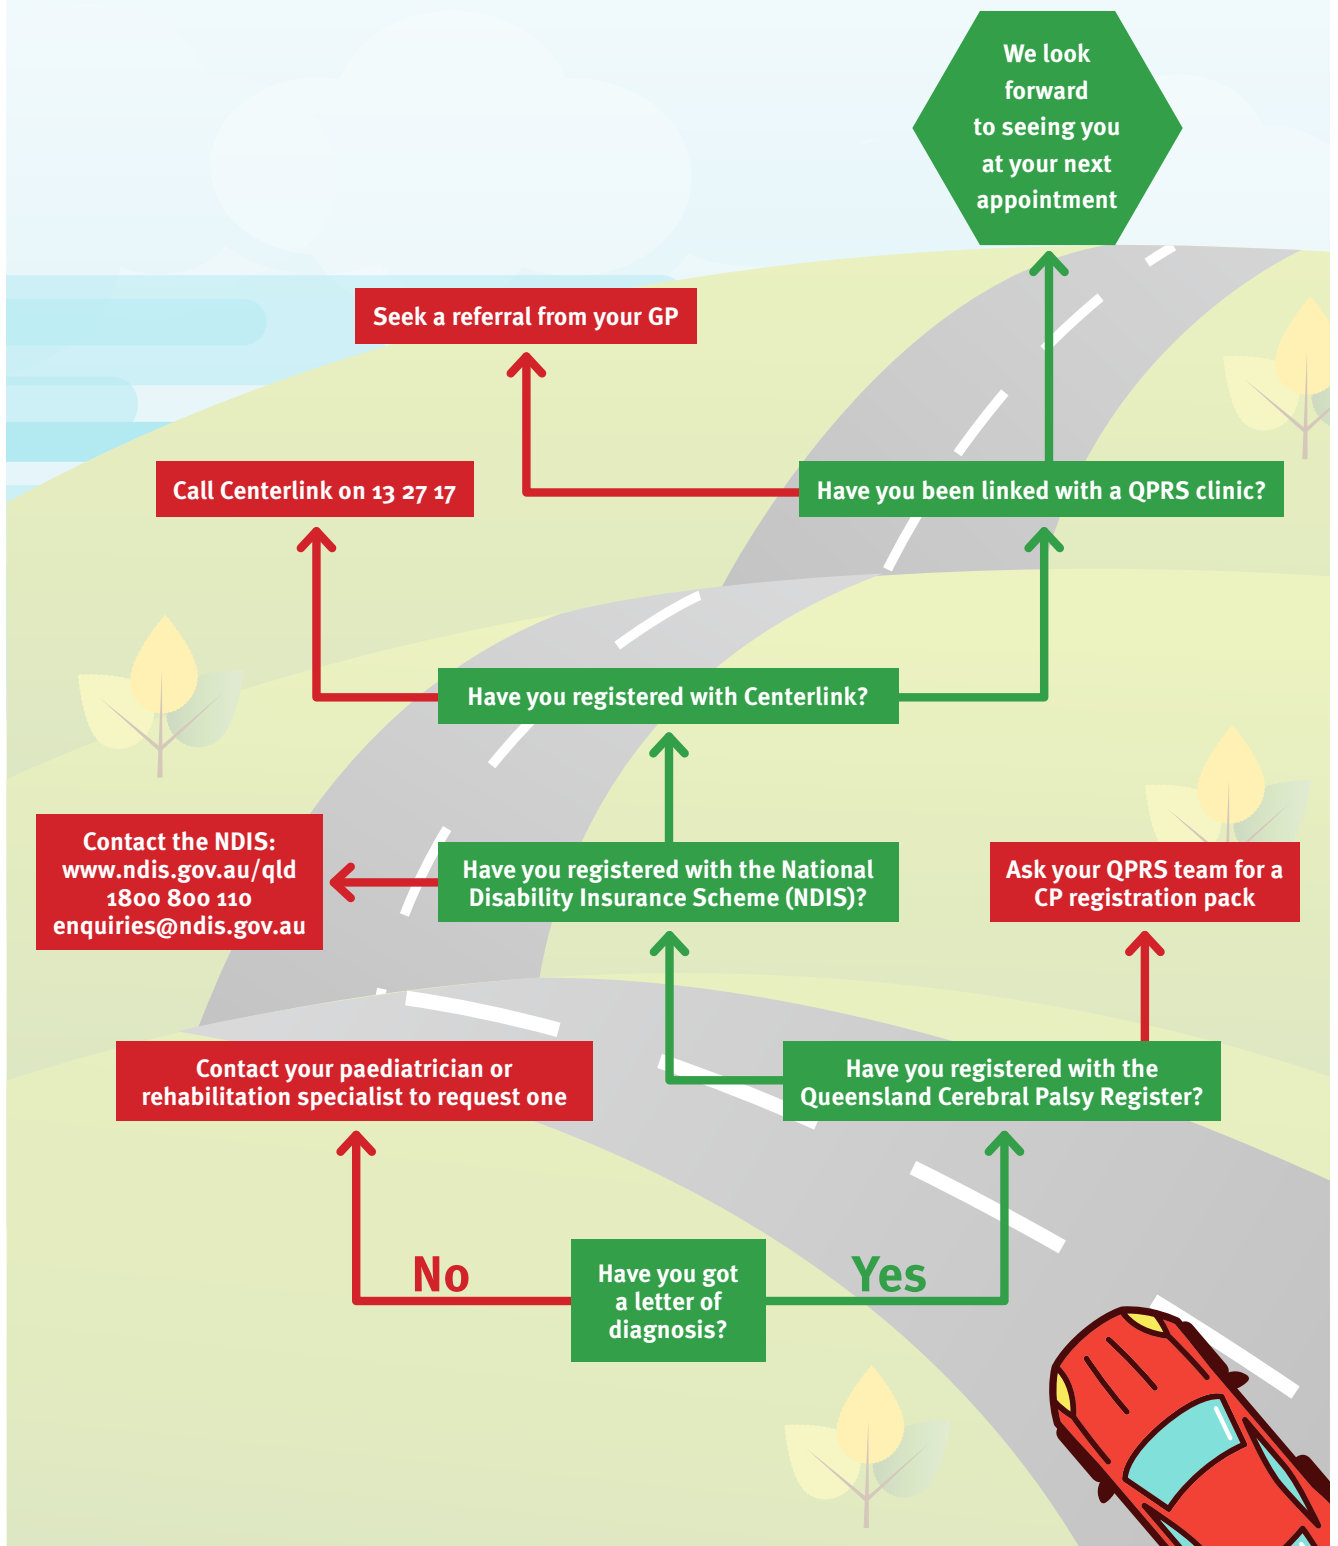 We look
forward
to seeing you
at your next
appointment
Seek a referral from your GP
Call Centerlink on 13 27 17
Have you been linked with a QPRS clinic?
Have you registered with Centerlink?
Contact the NDIS:
www.ndis.gov.au/qld
1800 800 110
enquiries@ndis.gov.au
Have you registered with the National
Disability Insurance Scheme (NDIS)?
Ask your QPRS team for a
CP registration pack
Contact your paediatrician or
rehabilitation specialist to request one
Have you registered with the
Queensland Cerebral Palsy Register?
No
Have you got
a letter of
diagnosis?
Yes